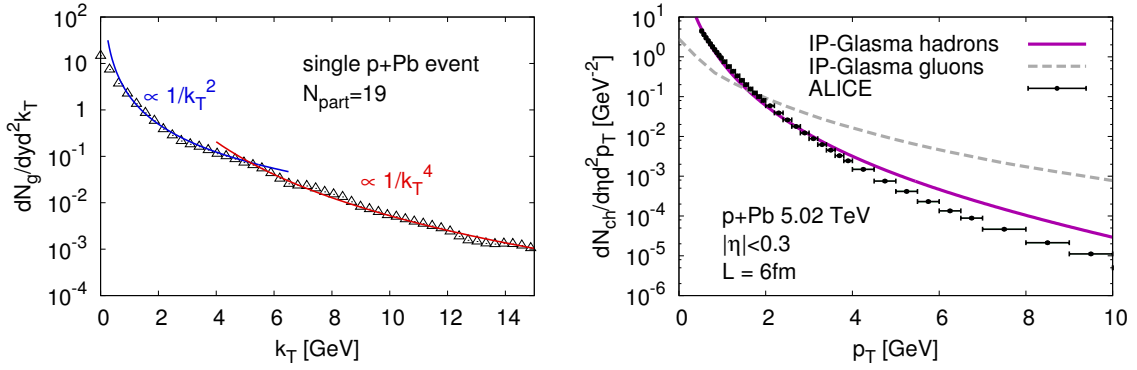 10^2
10
1
10^-1
10^-2
10^-3
10^-4
dN_g/dyd^2k_T
single p+Pb event
N_part=19
∝ 1/k_T^2
∝ 1/k_T^4
0 2 4 6 8 10 12 14
k_T [GeV]
10^1
10^0
10^-1
10^-2
10^-3
10^-4
10^-5
10^-6
dN_ch/dηd^2p_T [GeV^-2]
IP-Glasma hadrons
IP-Glasma gluons
ALICE
p+Pb 5.02 TeV
|η|<0.3
L = 6fm
0 2 4 6 8 10
p_T [GeV]